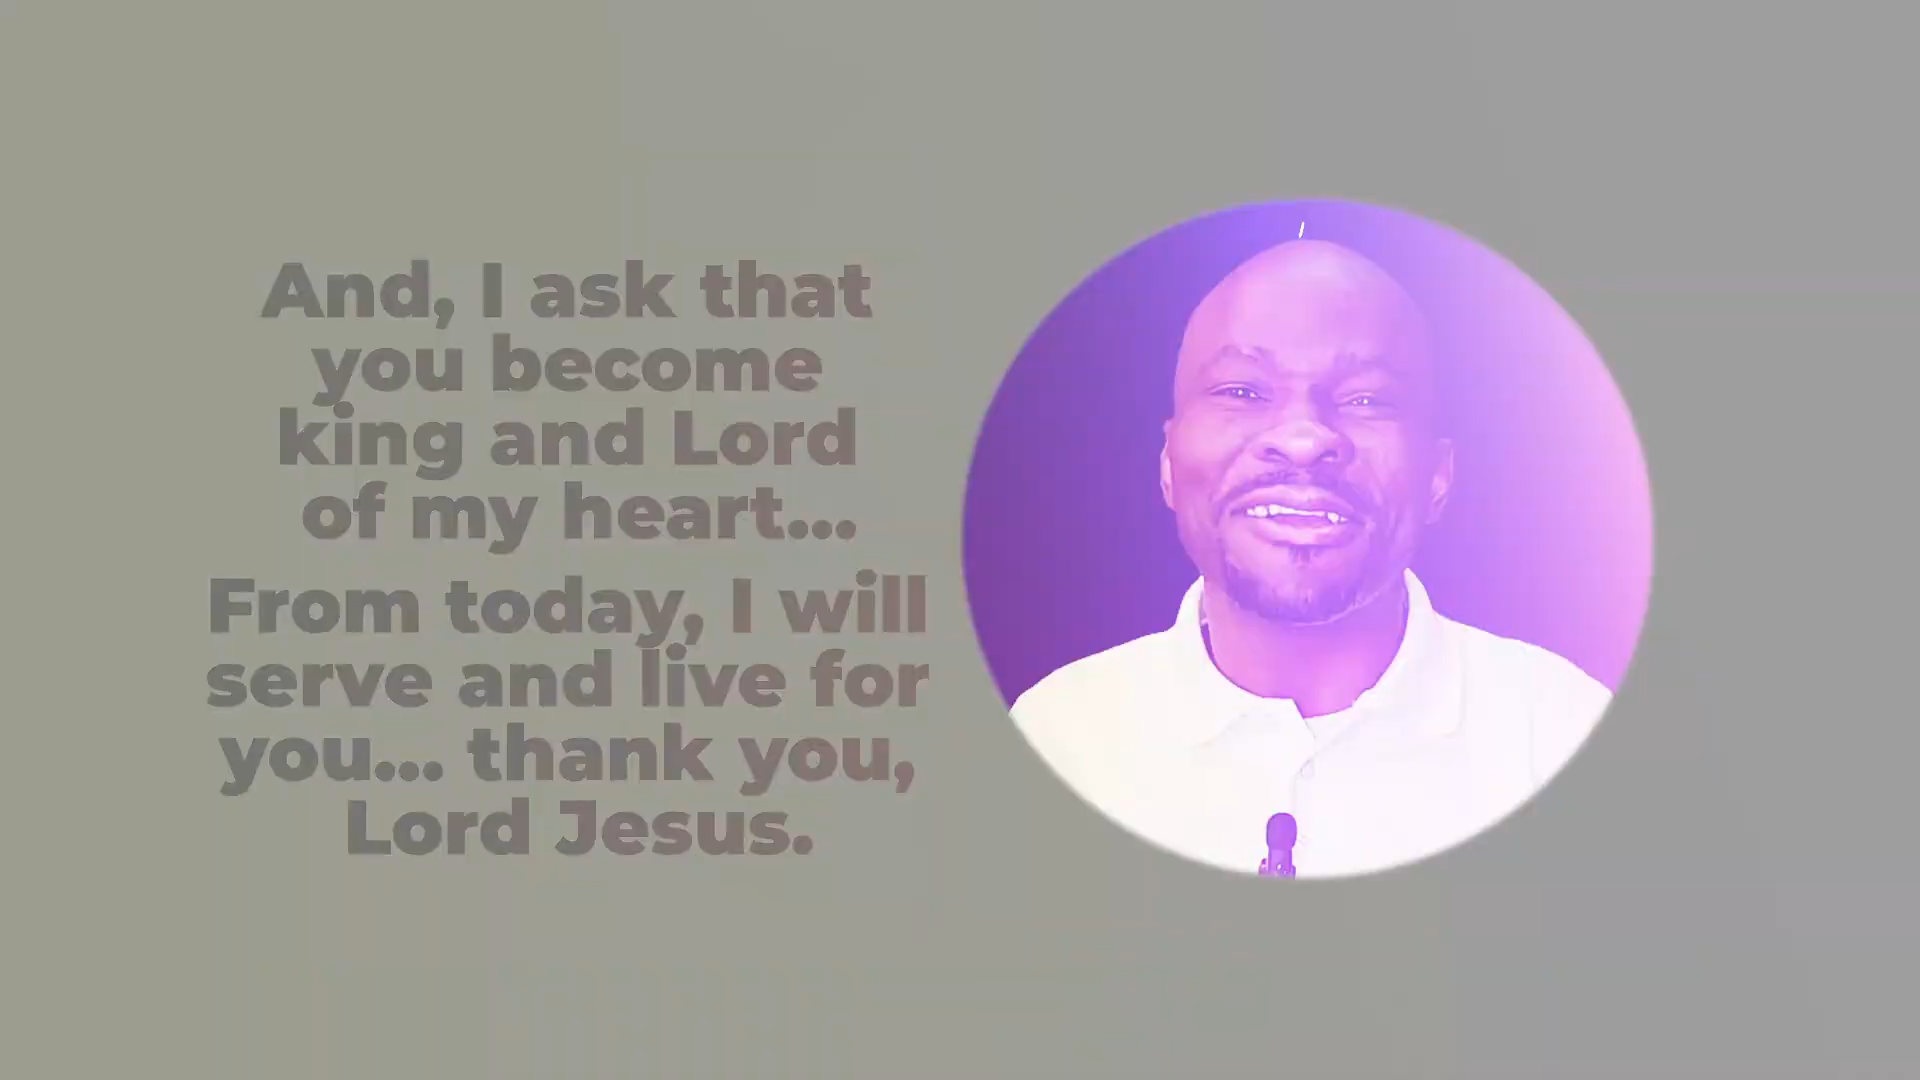 And, I ask that
you become
king and Lord
of my heart...
From today, I will
serve and live for
you... thank you,
Lord Jesus.